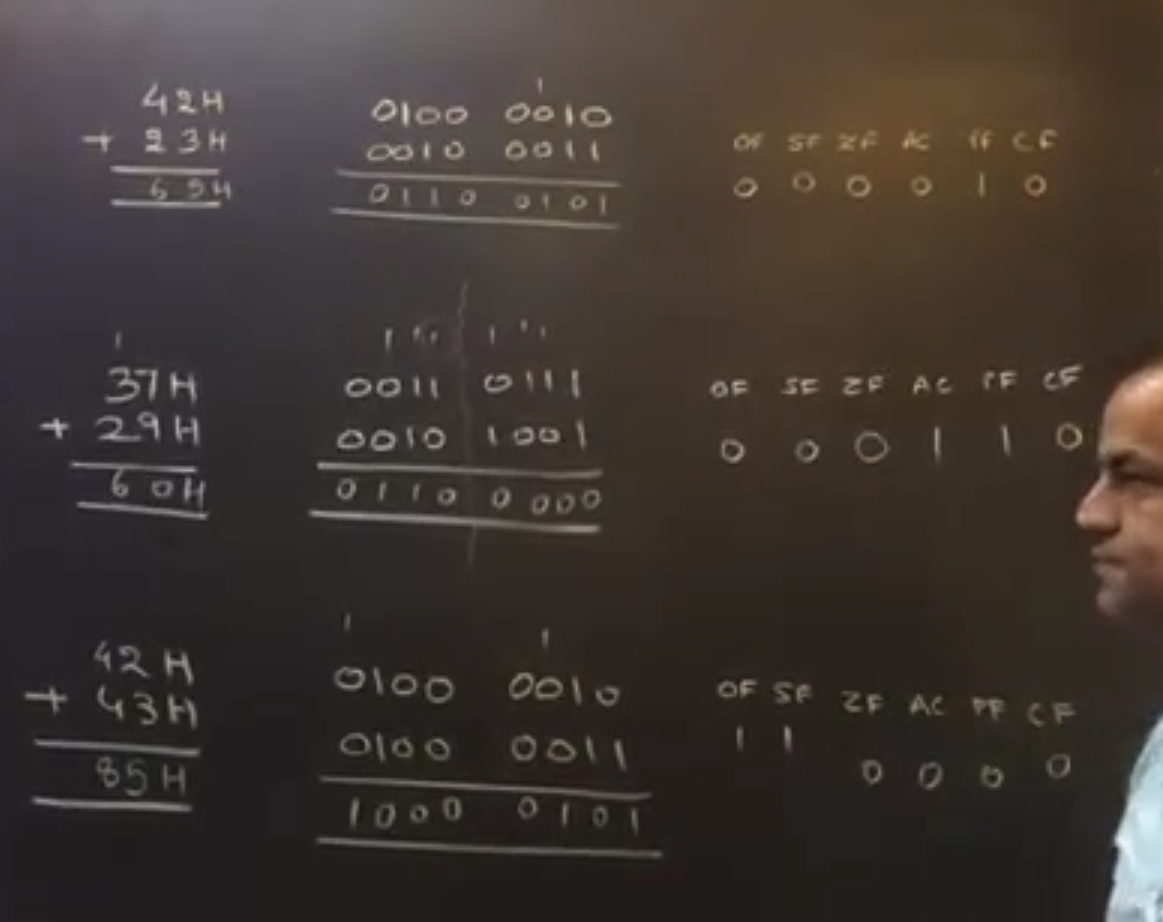 1
42H 0100 0010 OF SF ZF AC PF CF
+ 23H 0010 0011 0 0 0 0 1 0
65H 0110 0101
1 1 1 1 1 1 1
37H 0011 0111 OF SF ZF AC PF CF
+ 29H 0010 1001 0 0 0 1 1 0
60H 0110 0000
1 1
42H 0100 0010 OF SF ZF AC PF CF
+ 43H 0100 0011 1 1 0 0 0 0
85H 1000 0101